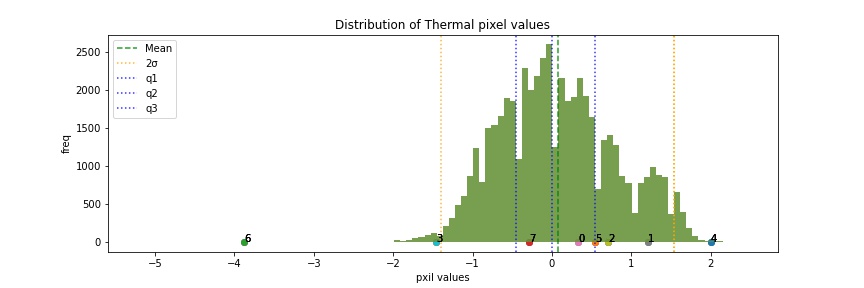 Distribution of Thermal pixel values
Mean
2σ
q1
q2
q3
2500
2000
1500
1000
500
0
freq
6
3
7
0
5
2
1
4
−5
−4
−3
−2
−1
0
1
2
pxil values